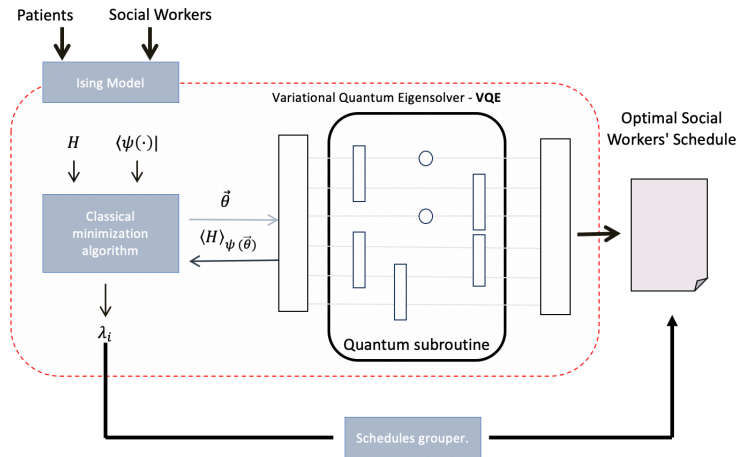 Patients
Social Workers
Ising Model
Variational Quantum Eigensolver - VQE
Optimal Social
Workers' Schedule
H
⟨ψ(·)|
Classical
minimization
algorithm
θ⃗
⟨H⟩ψ(θ⃗)
λi
Quantum subroutine
Schedules grouper.